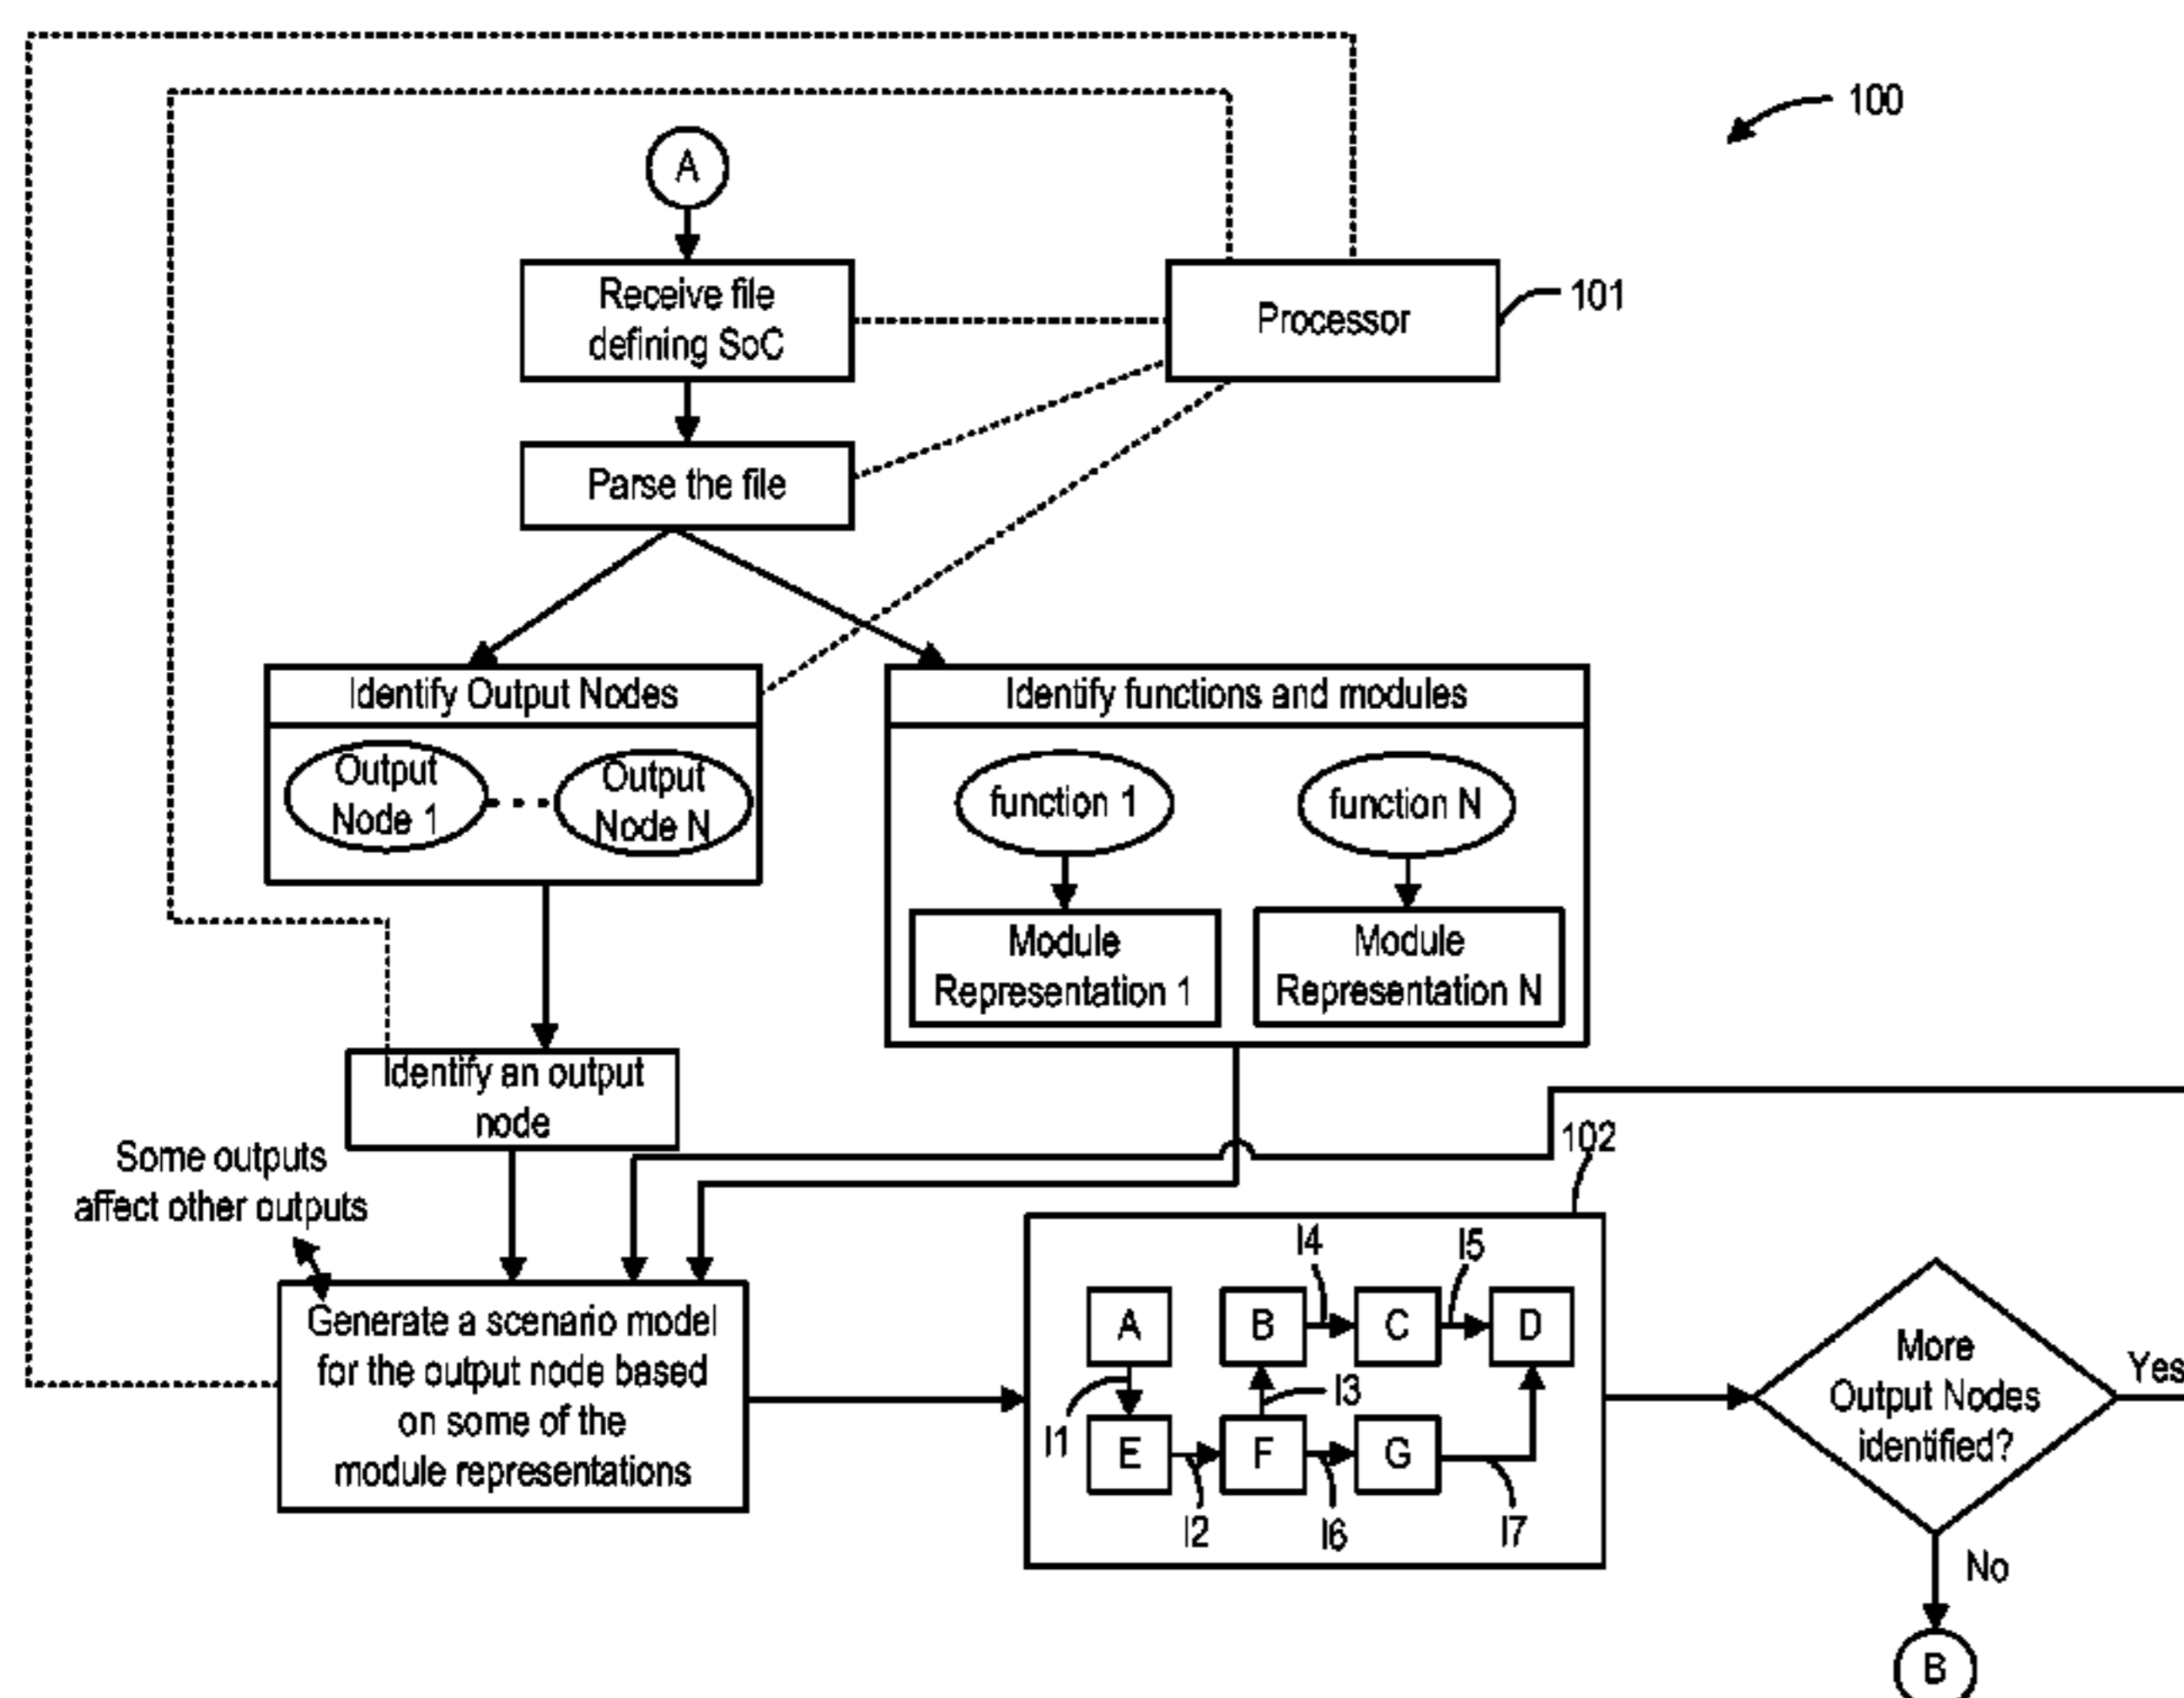 100
A
Receive file
defining SoC
Processor
101
Parse the file
Identify Output Nodes
Output
Node 1
Output
Node N
Identify functions and modules
function 1
function N
Module
Representation 1
Module
Representation N
Identify an output
node
Some outputs
affect other outputs
Generate a scenario model
for the output node based
on some of the
module representations
102
I4
I5
A
B
C
D
I1
I3
E
F
G
I2
I6
I7
More
Output Nodes
identified?
Yes
No
B